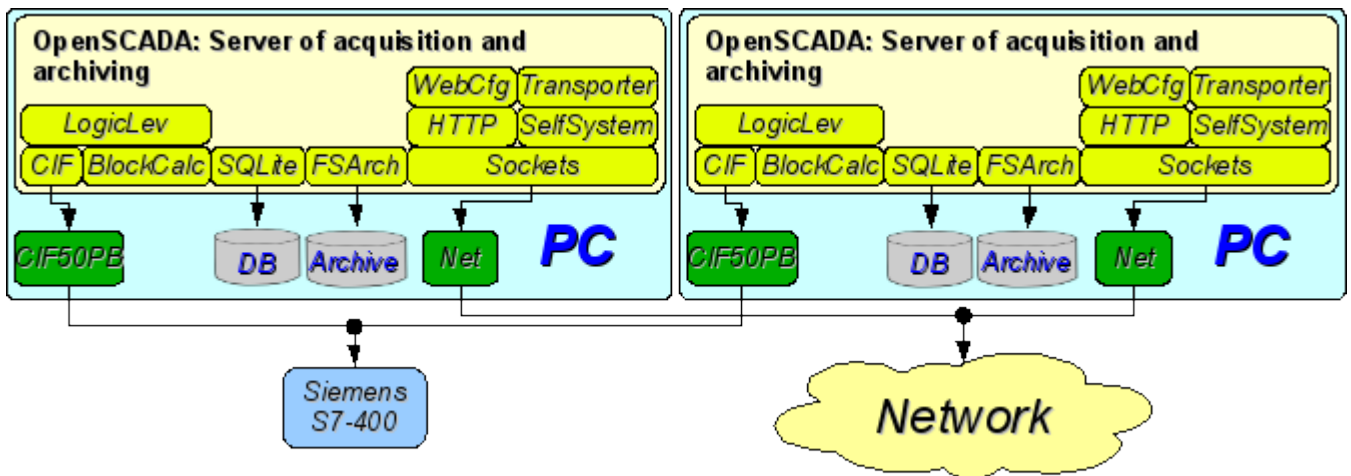 OpenSCADA: Server of acquisition and
archiving
WebCfg Transporter
LogicLev HTTP SelfSystem
CIF BlockCalc SQLite FSArch Sockets
CIF50PB DB Archive Net PC
OpenSCADA: Server of acquisition and
archiving
WebCfg Transporter
LogicLev HTTP SelfSystem
CIF BlockCalc SQLite FSArch Sockets
CIF50PB DB Archive Net PC
Siemens
S7-400
Network